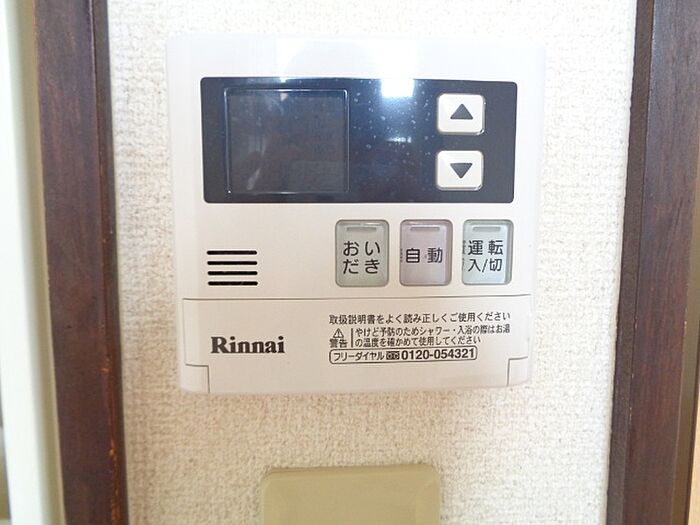 ▲
▼
おい
だき
自動
運転
入/切
取扱説明書をよく読み正しくご使用ください
⚠警告 やけど予防のためシャワー・入浴の際はお湯
の温度を確かめて使用してください
フリーダイヤル 0120-054321
Rinnai